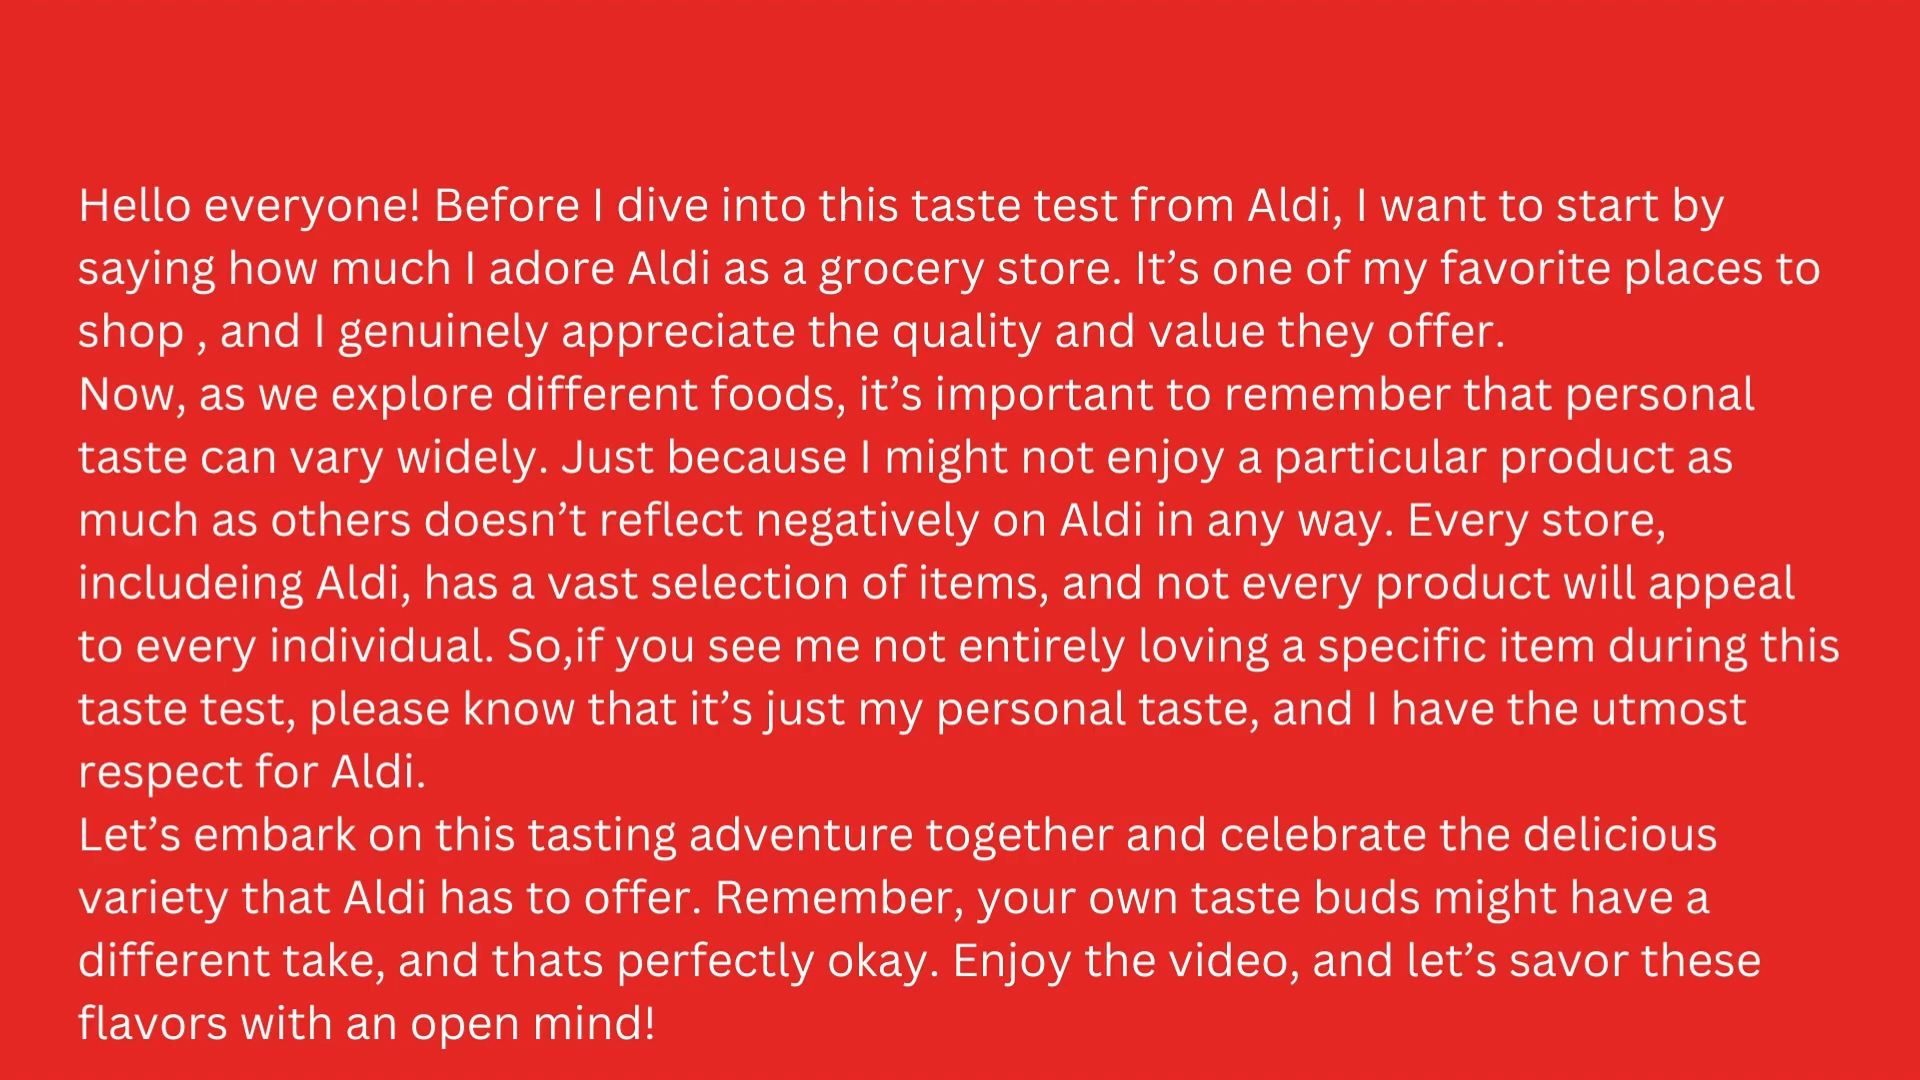 Hello everyone! Before I dive into this taste test from Aldi, I want to start by
saying how much I adore Aldi as a grocery store. It’s one of my favorite places to
shop , and I genuinely appreciate the quality and value they offer.
Now, as we explore different foods, it’s important to remember that personal
taste can vary widely. Just because I might not enjoy a particular product as
much as others doesn’t reflect negatively on Aldi in any way. Every store,
includeing Aldi, has a vast selection of items, and not every product will appeal
to every individual. So,if you see me not entirely loving a specific item during this
taste test, please know that it’s just my personal taste, and I have the utmost
respect for Aldi.
Let’s embark on this tasting adventure together and celebrate the delicious
variety that Aldi has to offer. Remember, your own taste buds might have a
different take, and thats perfectly okay. Enjoy the video, and let’s savor these
flavors with an open mind!